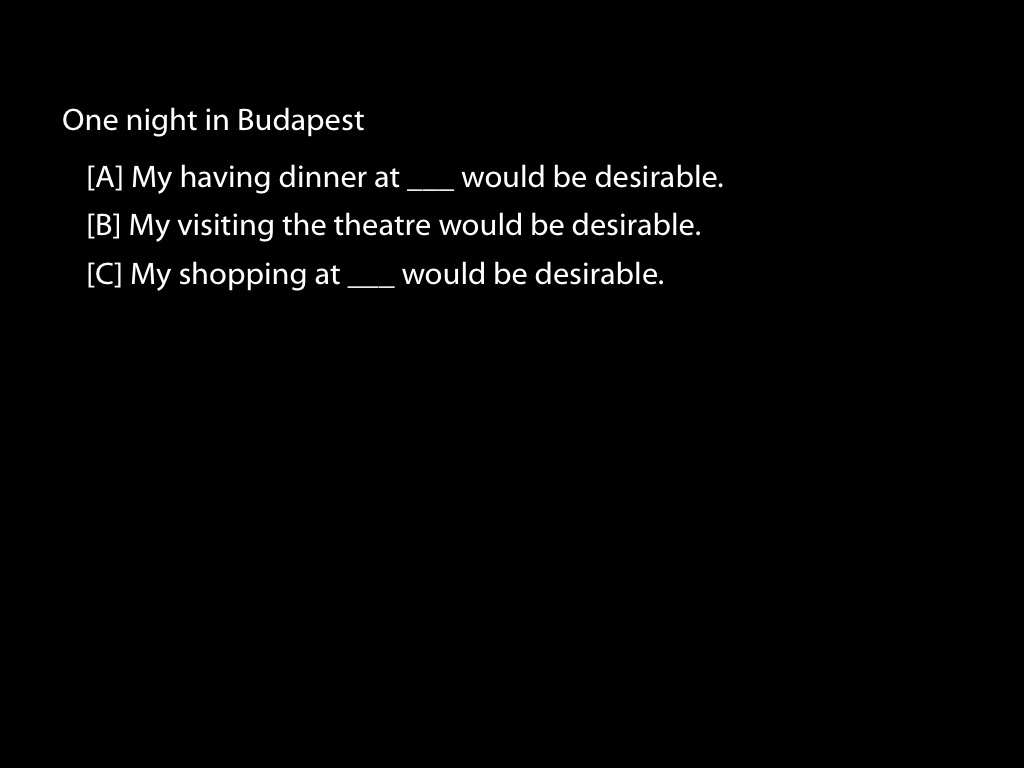 One night in Budapest
[A] My having dinner at ___ would be desirable.
[B] My visiting the theatre would be desirable.
[C] My shopping at ___ would be desirable.